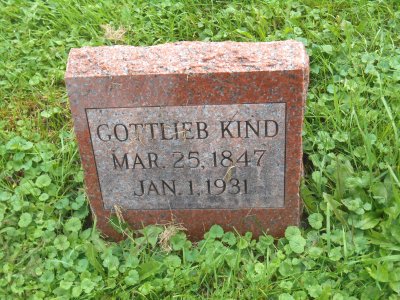 GOTTLIEB KIND
MAR. 25, 1847
JAN. 1, 1931